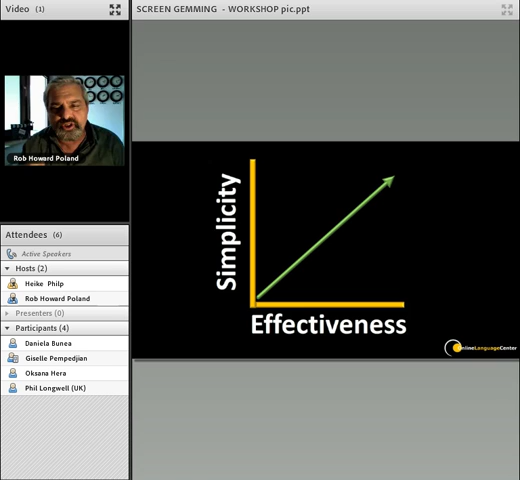 Video (1)
Rob Howard Poland
Attendees (6)
Active Speakers
Hosts (2)
Heike Philp
Rob Howard Poland
Presenters (0)
Participants (4)
Daniela Bunea
Giselle Pempedjian
Oksana Hera
Phil Longwell (UK)
SCREEN GEMMING - WORKSHOP pic.ppt
Simplicity
Effectiveness
OnlineLanguageCenter